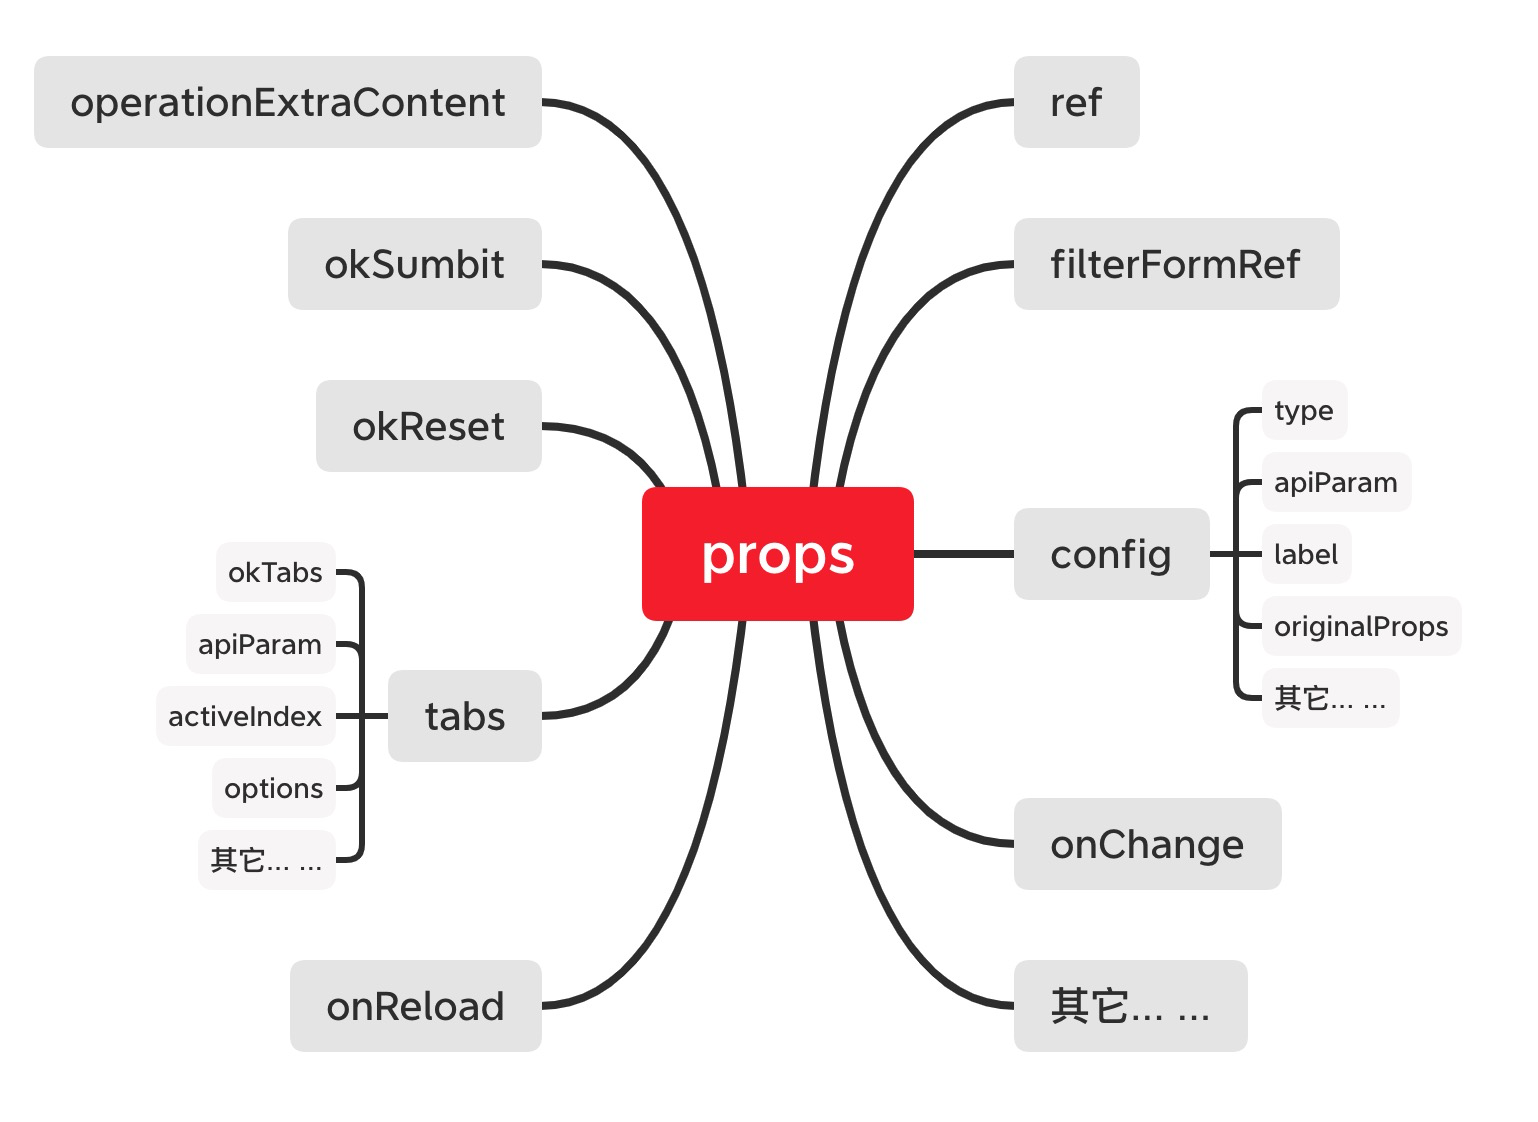 operationExtraContent
okSumbit
okReset
okTabs
apiParam
activeIndex
options
其它... ...
tabs
onReload
props
ref
filterFormRef
config
type
apiParam
label
originalProps
其它... ...
onChange
其它... ...